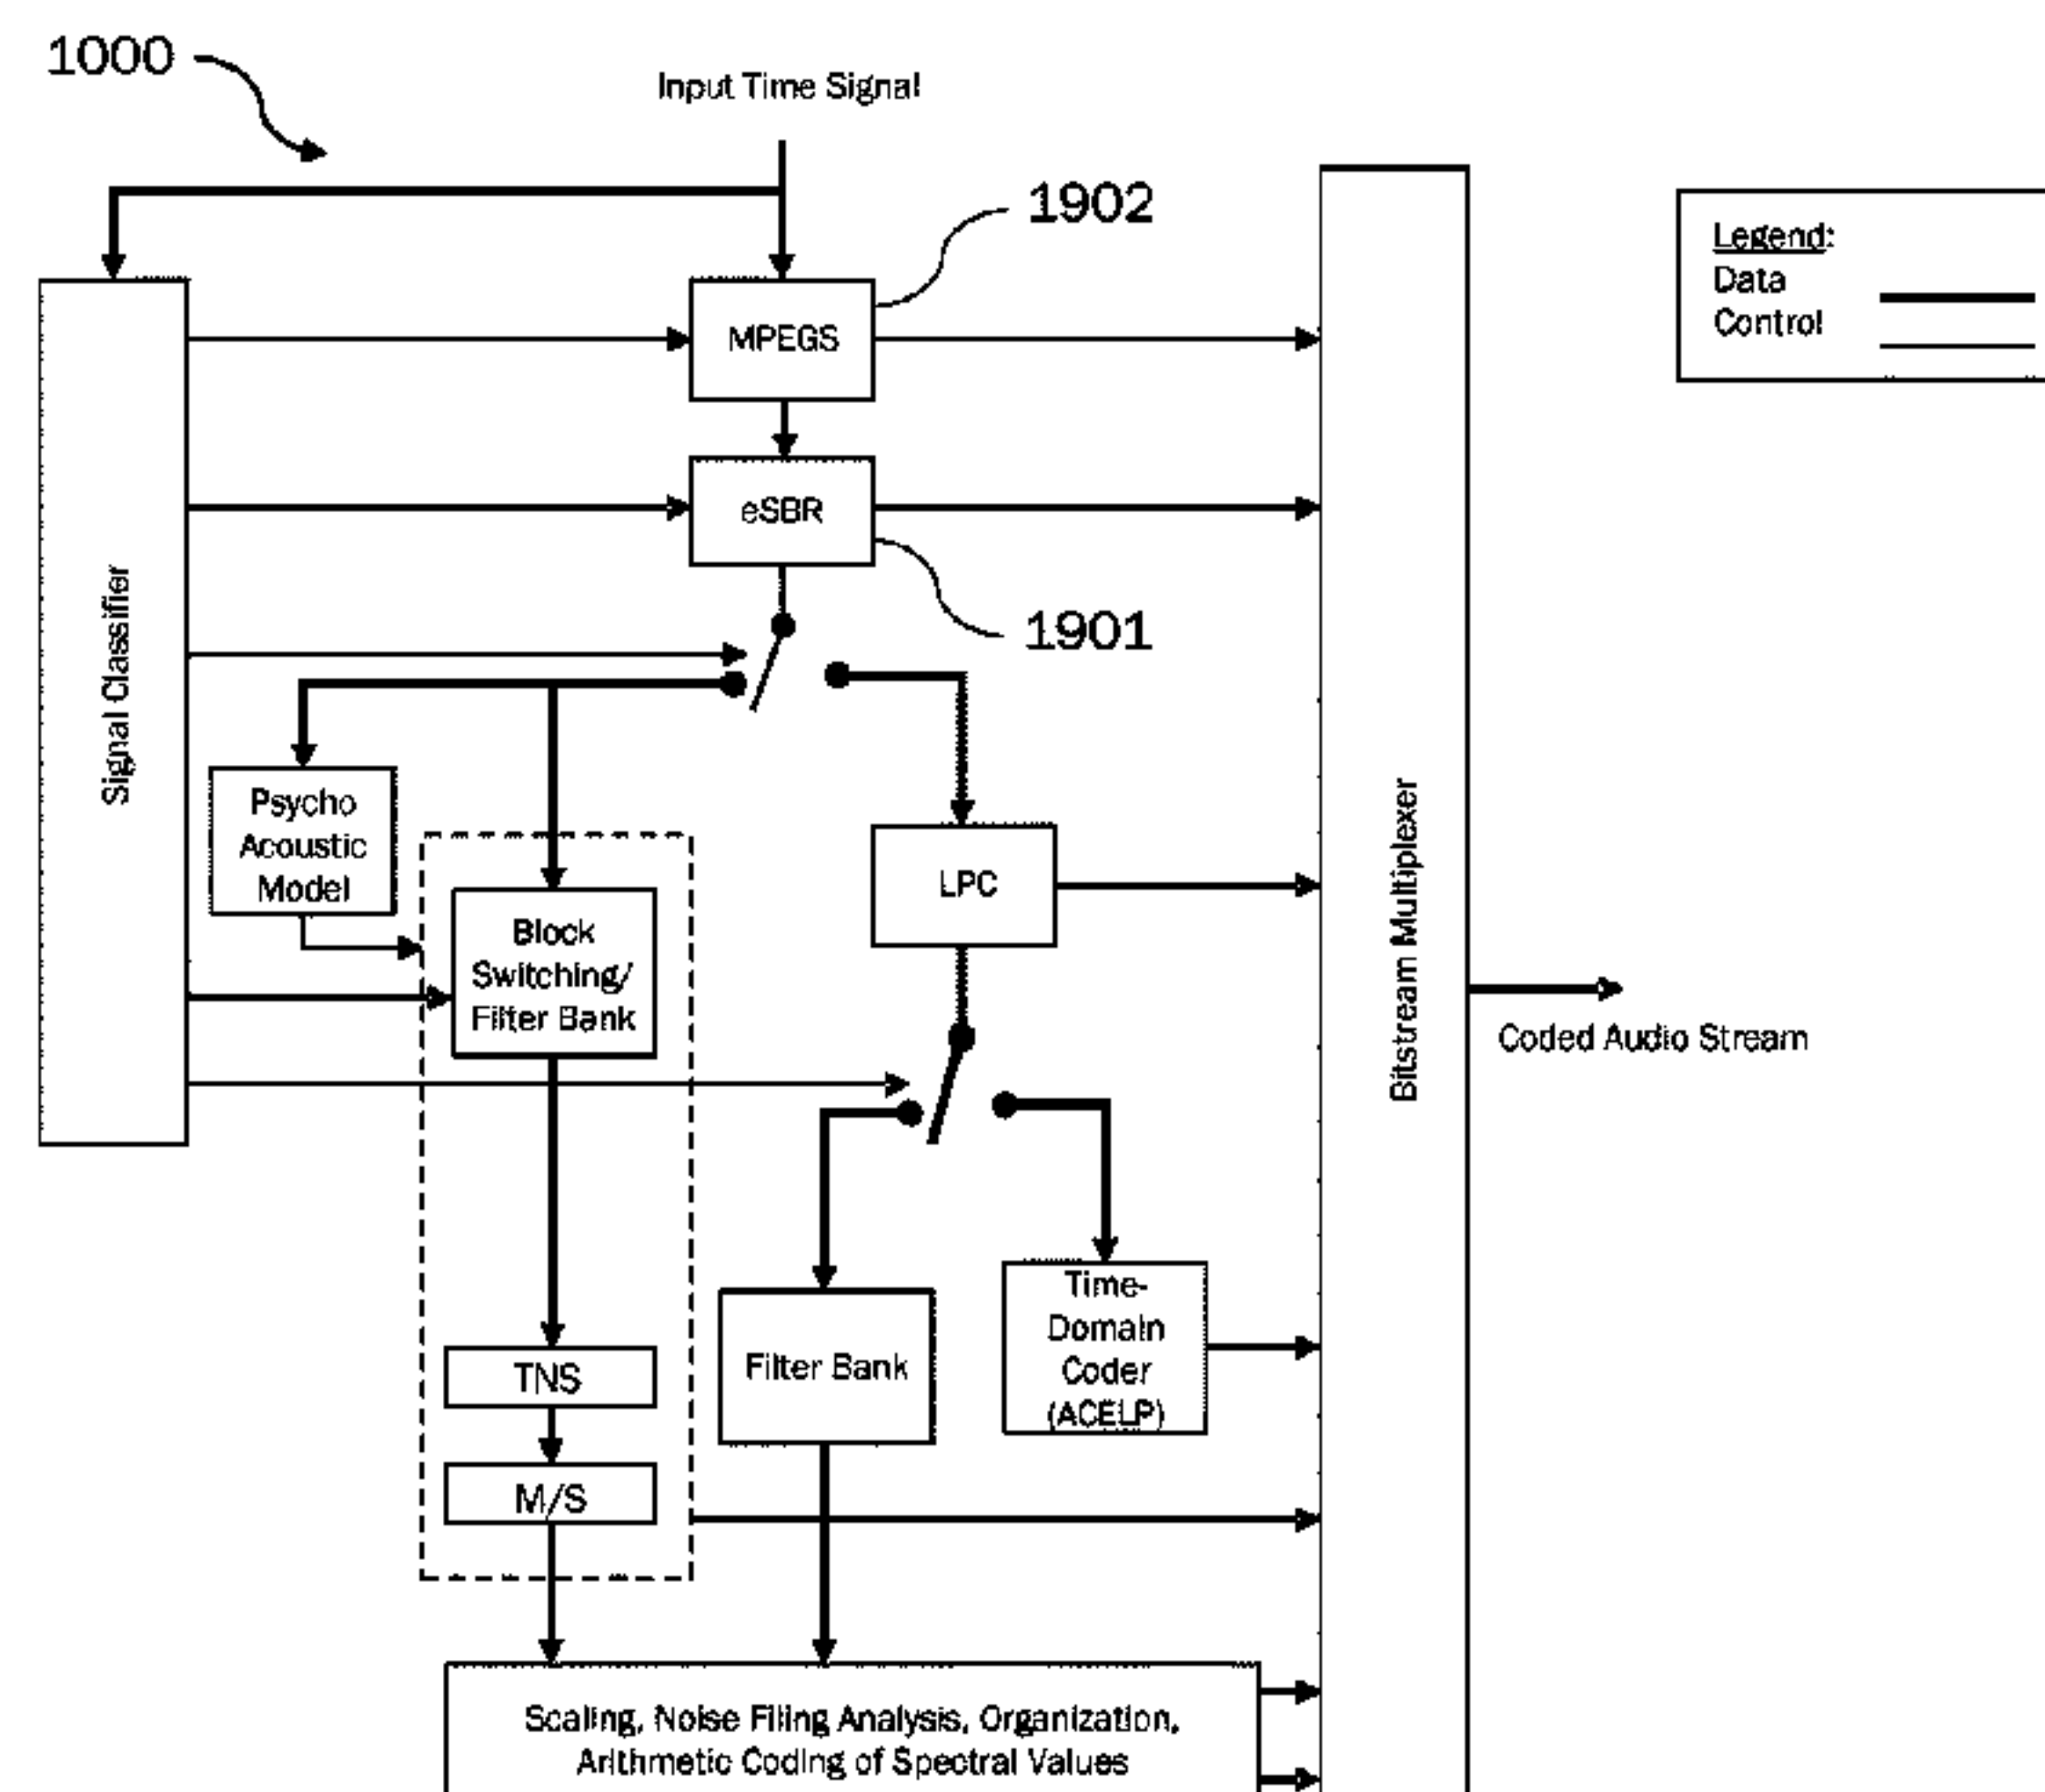 1000
Input Time Signal
1902
Legend:
Data
Control
MPEGS
eSBR
1901
Signal Classifier
Psycho
Acoustic
Model
LPC
Block
Switching/
Filter Bank
Bitstream Multiplexer
Coded Audio Stream
Time-
Domain
Coder
(ACELP)
Filter Bank
TNS
M/S
Scaling, Noise Filing Analysis, Organization,
Arithmetic Coding of Spectral Values